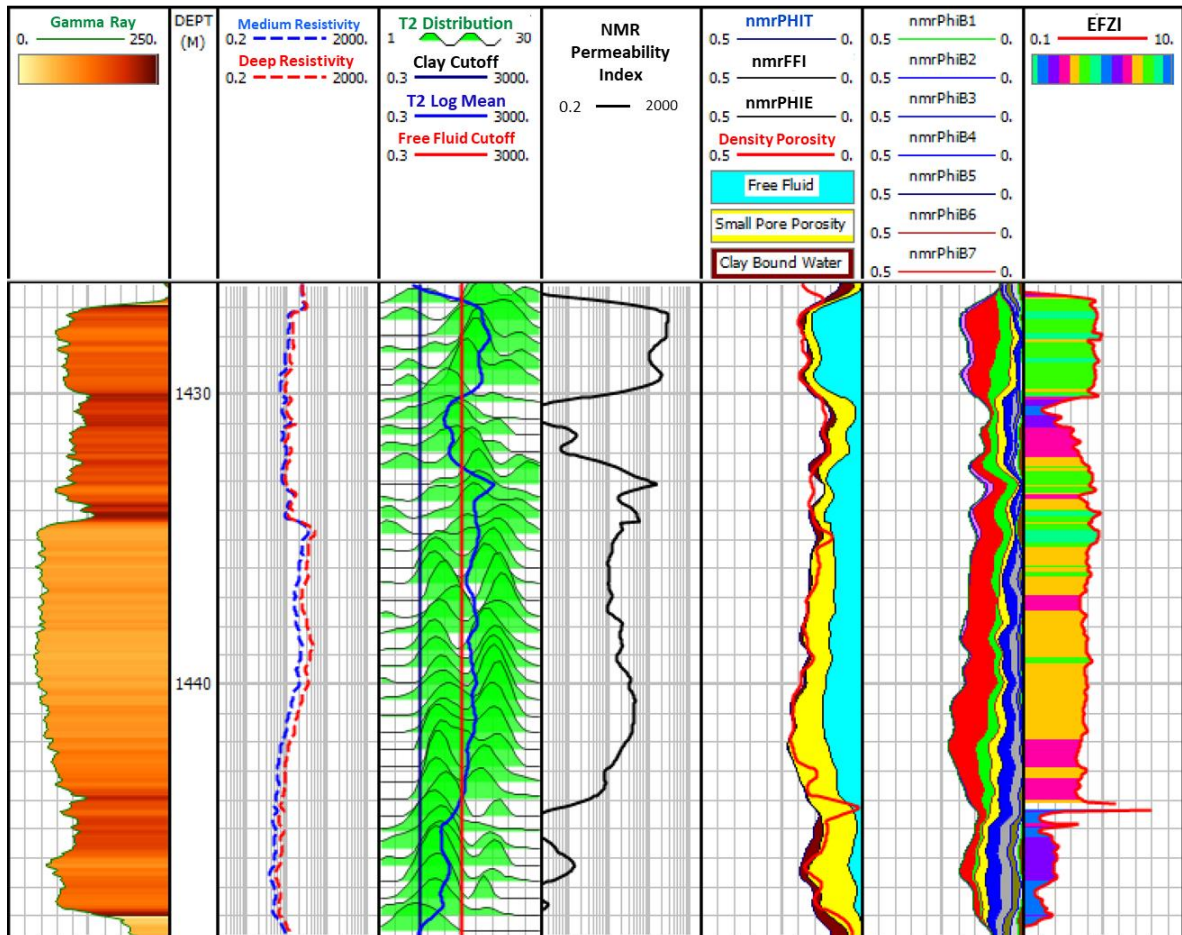 Gamma Ray
0. 250.
DEPT
(M)
Medium Resistivity
0.2 2000.
Deep Resistivity
0.2 2000.
T2 Distribution
1 30
Clay Cutoff
0.3 3000.
T2 Log Mean
0.3 3000.
Free Fluid Cutoff
0.3 3000.
NMR
Permeability
Index
0.2 2000
nmrPHIT
0.5 0.
nmrFFI
0.5 0.
nmrPHIE
0.5 0.
Density Porosity
0.5 0.
Free Fluid
Small Pore Porosity
Clay Bound Water
nmrPhiB1
0.5 0.
nmrPhiB2
0.5 0.
nmrPhiB3
0.5 0.
nmrPhiB4
0.5 0.
nmrPhiB5
0.5 0.
nmrPhiB6
0.5 0.
nmrPhiB7
0.5 0.
EFZI
0.1 10.
1430
1440